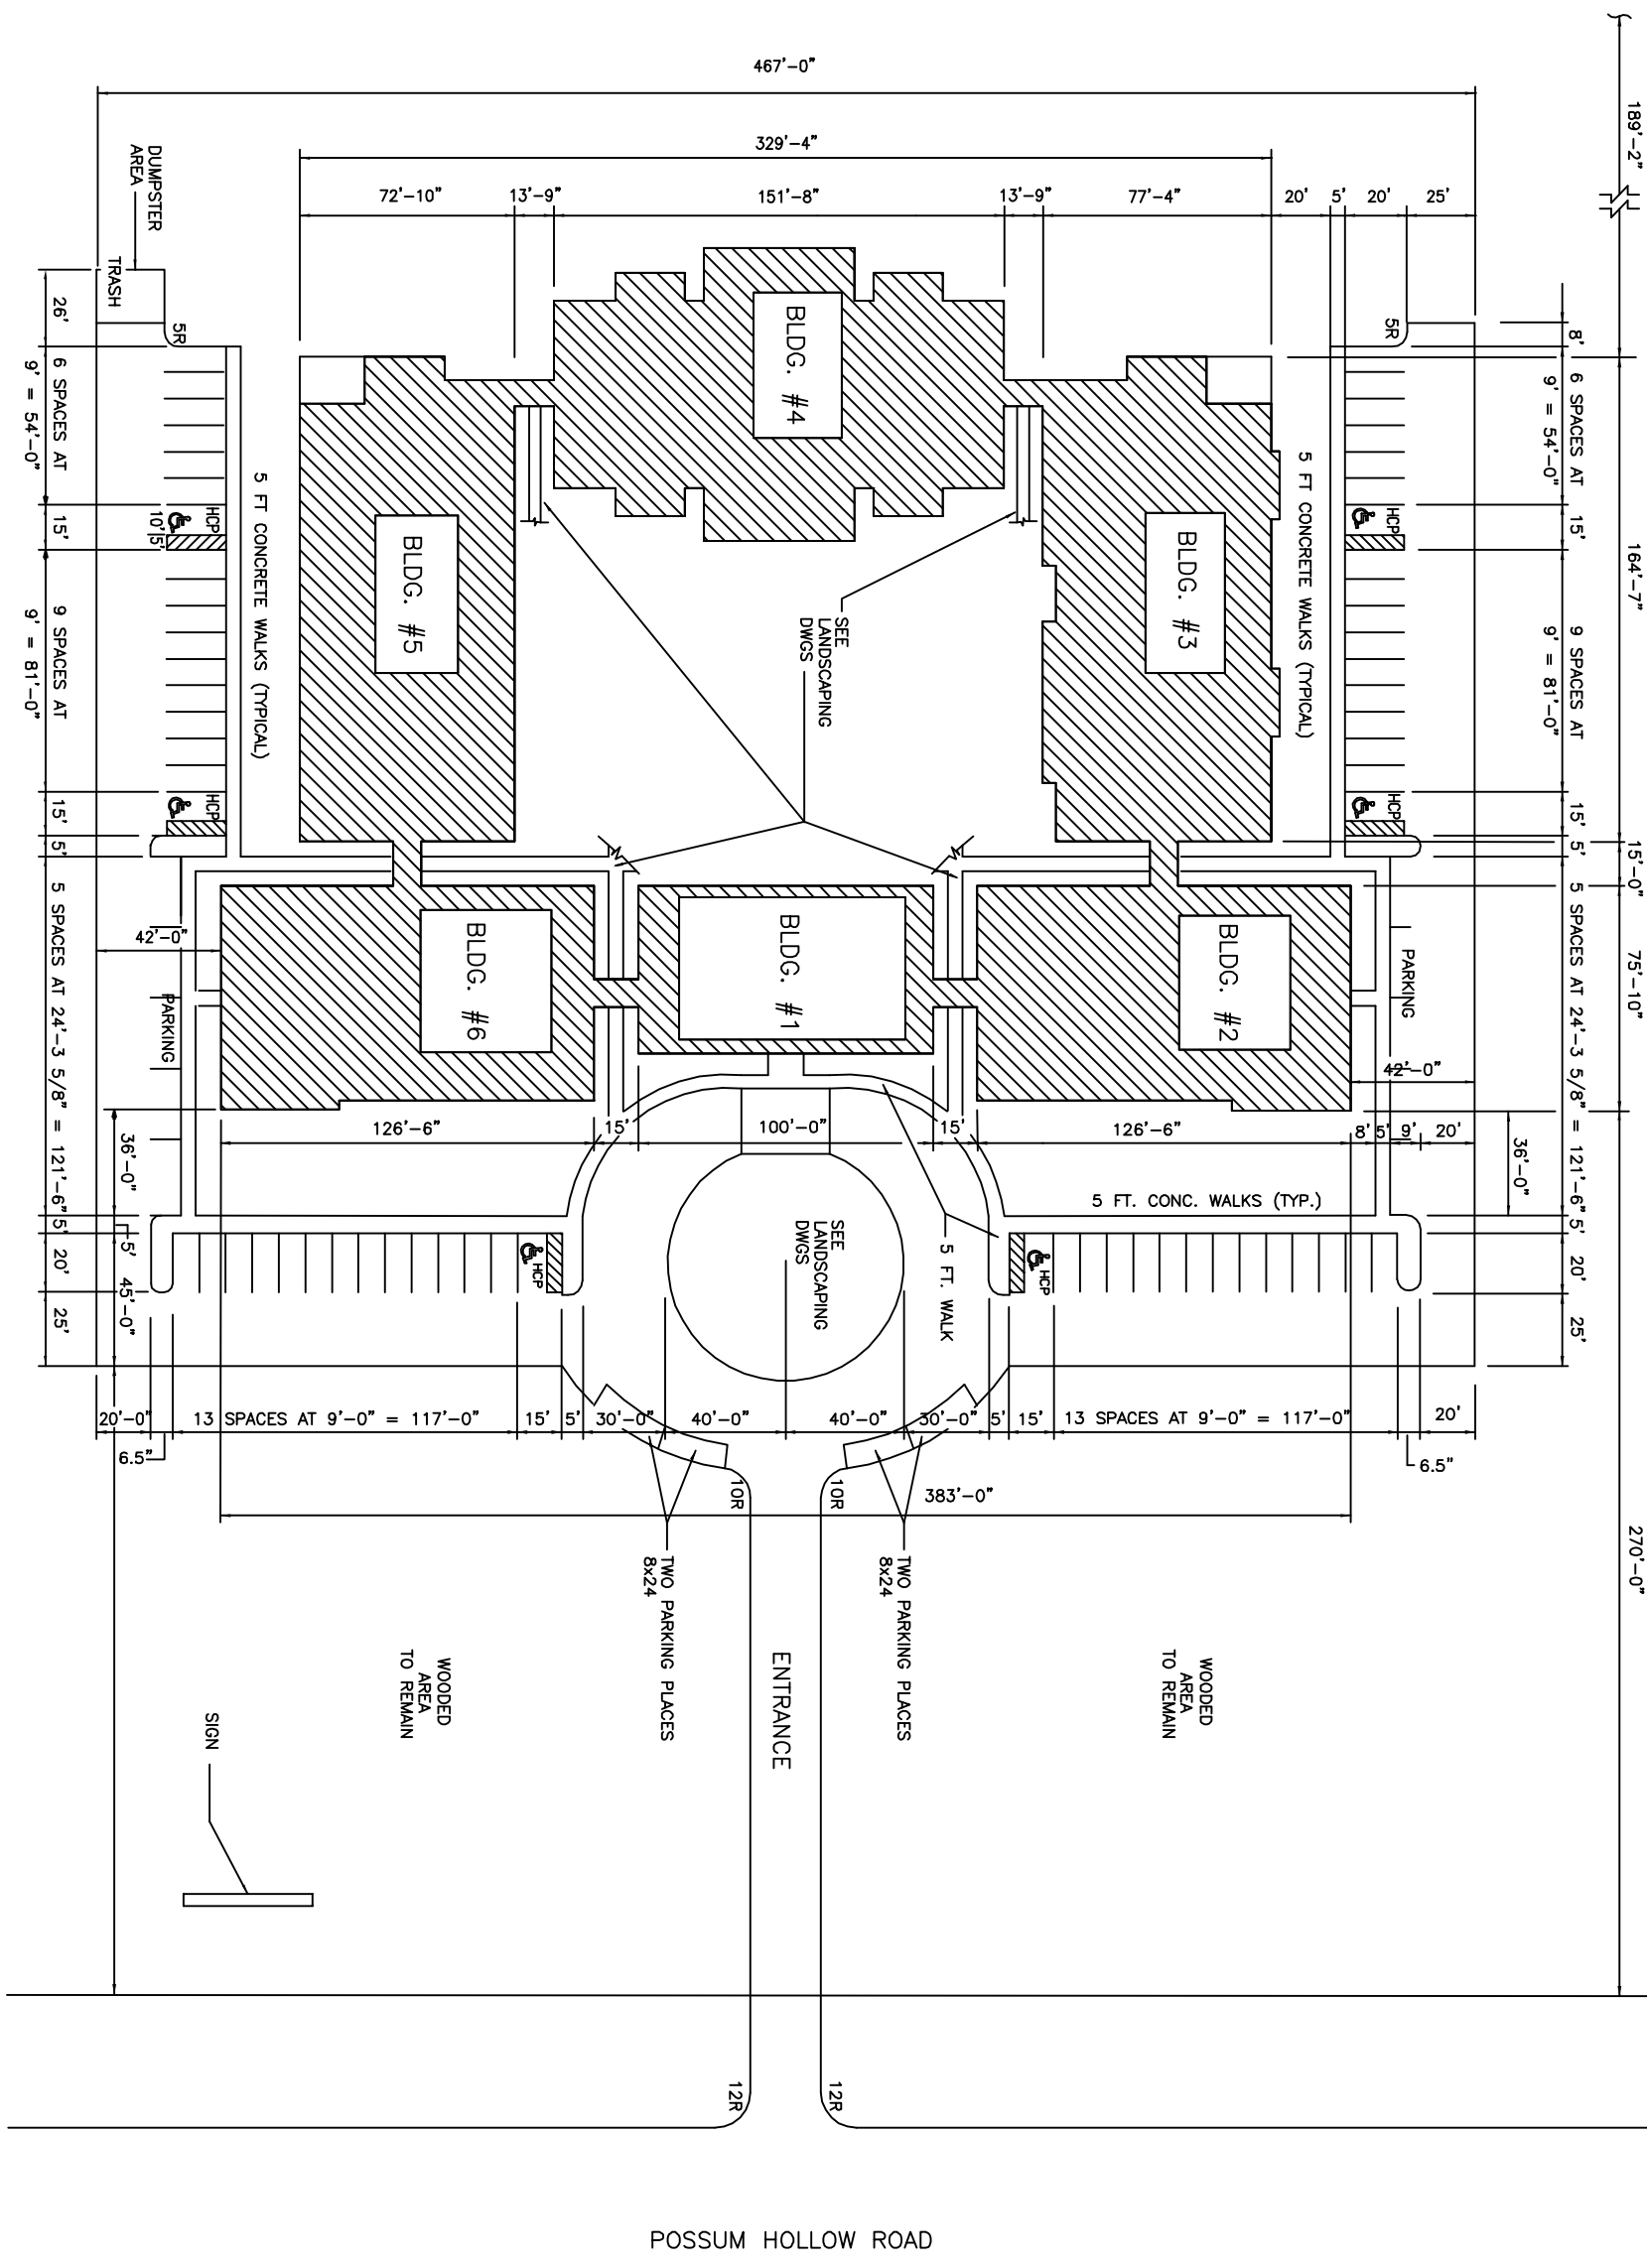 467'-0"
329'-4"
72'-10"
13'-9"
151'-8"
13'-9"
77'-4"
20'
5'
20'
25'
189'-2"
DUMPSTER
AREA
TRASH
26'
5R
5R
8'
6 SPACES AT
9' = 54'-0"
6 SPACES AT
9' = 54'-0"
BLDG. #4
15'
HCP
10'
5'
HCP
15'
164'-7"
5 FT CONCRETE WALKS (TYPICAL)
5 FT CONCRETE WALKS (TYPICAL)
BLDG. #5
BLDG. #3
SEE
LANDSCAPING
DWGS
9 SPACES AT
9' = 81'-0"
9 SPACES AT
9' = 81'-0"
15'
HCP
HCP
15'
5'
5'
15'-0"
5 SPACES AT 24'-3 5/8" = 121'-6"
5 SPACES AT 24'-3 5/8" = 121'-6"
42'-0"
PARKING
BLDG. #6
BLDG. #1
BLDG. #2
PARKING
75'-10"
42'-0"
126'-6"
15'
100'-0"
15'
126'-6"
8'
5'
9'
20'
36'-0"
36'-0"
5 FT. CONC. WALKS (TYP.)
5'
5'
5'
20'
20'
HCP
HCP
SEE
LANDSCAPING
DWGS
5 FT. WALK
45'-0"
25'
25'
20'-0"
13 SPACES AT 9'-0" = 117'-0"
15'
5'
30'-0"
40'-0"
40'-0"
30'-0"
5'
15'
13 SPACES AT 9'-0" = 117'-0"
20'
6.5"
6.5"
10R
10R
383'-0"
270'-0"
TWO PARKING PLACES
8x24
TWO PARKING PLACES
8x24
WOODED
AREA
TO REMAIN
ENTRANCE
WOODED
AREA
TO REMAIN
SIGN
12R
12R
POSSUM HOLLOW ROAD